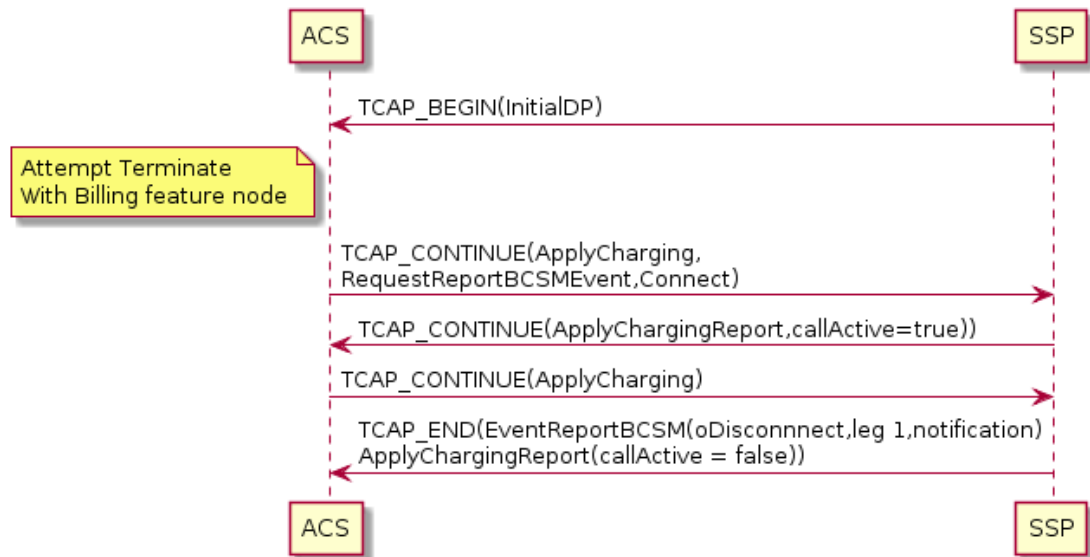 ACS SSP
TCAP_BEGIN(InitialDP)
Attempt Terminate
With Billing feature node
TCAP_CONTINUE(ApplyCharging,
RequestReportBCSMEvent,Connect)
TCAP_CONTINUE(ApplyChargingReport,callActive=true))
TCAP_CONTINUE(ApplyCharging)
TCAP_END(EventReportBCSM(oDisconnnect,leg 1,notification)
ApplyChargingReport(callActive = false))
ACS SSP